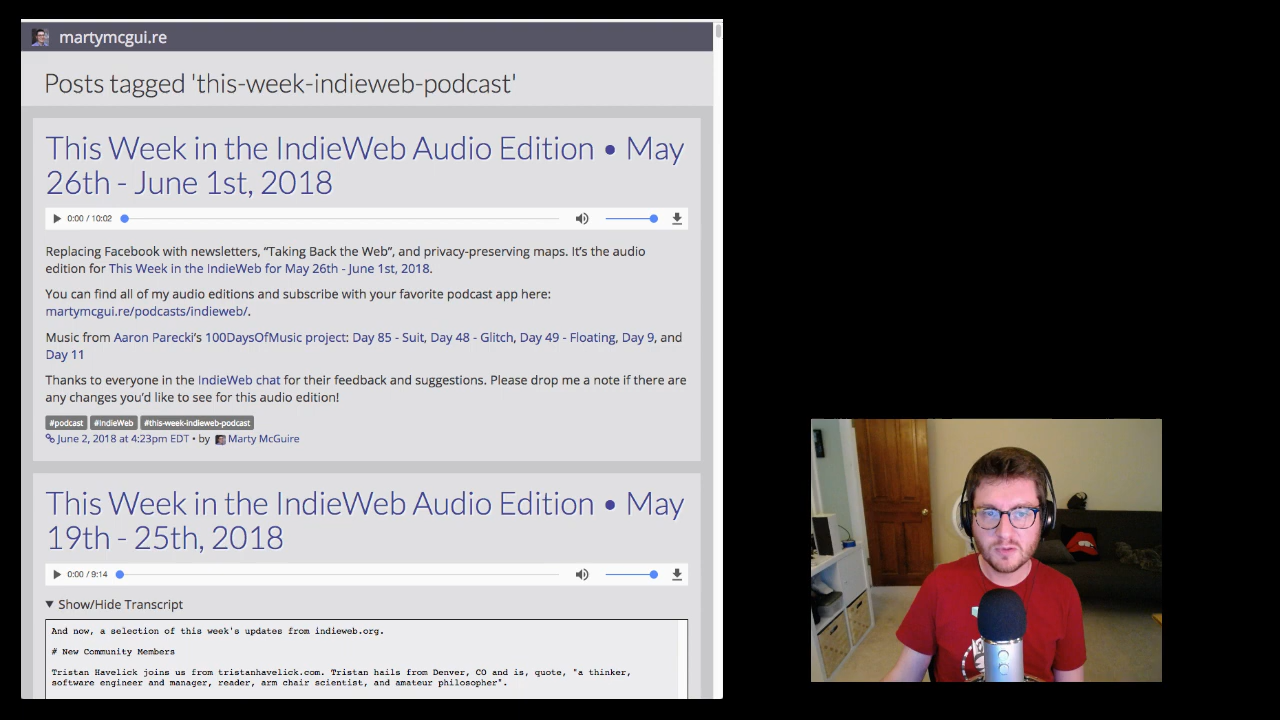 martymcgui.re
Posts tagged 'this-week-indieweb-podcast'
This Week in the IndieWeb Audio Edition • May
26th - June 1st, 2018
0:00 / 10:02
Replacing Facebook with newsletters, “Taking Back the Web”, and privacy-preserving maps. It’s the audio
edition for This Week in the IndieWeb for May 26th - June 1st, 2018.
You can find all of my audio editions and subscribe with your favorite podcast app here:
martymcgui.re/podcasts/indieweb/.
Music from Aaron Parecki’s 100DaysOfMusic project: Day 85 - Suit, Day 48 - Glitch, Day 49 - Floating, Day 9, and
Day 11
Thanks to everyone in the IndieWeb chat for their feedback and suggestions. Please drop me a note if there are
any changes you’d like to see for this audio edition!
#podcast #IndieWeb #this-week-indieweb-podcast
June 2, 2018 at 4:23pm EDT • by Marty McGuire
This Week in the IndieWeb Audio Edition • May
19th - 25th, 2018
0:00 / 9:14
▼ Show/Hide Transcript
And now, a selection of this week's updates from indieweb.org.
# New Community Members
Tristan Havelick joins us from tristanhavelick.com. Tristan hails from Denver, CO and is, quote, "a thinker,
software engineer and manager, reader, arm chair scientist, and amateur philosopher".